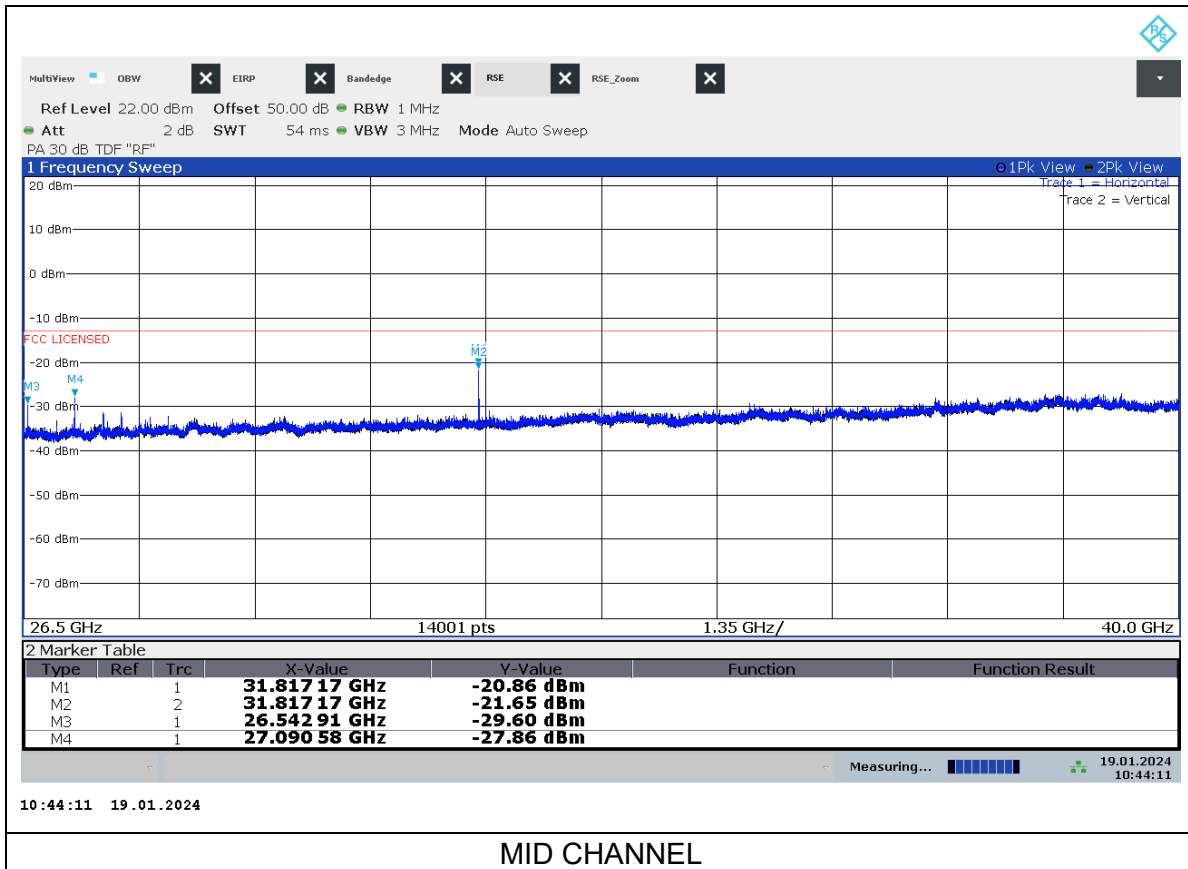 R&S
MultiView OBW X EIRP X Bandedge X RSE X RSE_Zoom X
Ref Level 22.00 dBm Offset 50.00 dB RBW 1 MHz
Att 2 dB SWT 54 ms VBW 3 MHz Mode Auto Sweep
PA 30 dB TDF "RF"
1 Frequency Sweep 1Pk View 2Pk View
20 dBm Trace 1 = Horizontal
Trace 2 = Vertical
10 dBm
0 dBm
-10 dBm
FCC LICENSED
M2
-20 dBm
M3 M4
-30 dBm
-40 dBm
-50 dBm
-60 dBm
-70 dBm
26.5 GHz 14001 pts 1.35 GHz/ 40.0 GHz
2 Marker Table
Type Ref Trc X-Value Y-Value Function Function Result
M1 1 31.817 17 GHz -20.86 dBm
M2 2 31.817 17 GHz -21.65 dBm
M3 1 26.542 91 GHz -29.60 dBm
M4 1 27.090 58 GHz -27.86 dBm
Measuring... 19.01.2024
10:44:11
10:44:11 19.01.2024
MID CHANNEL